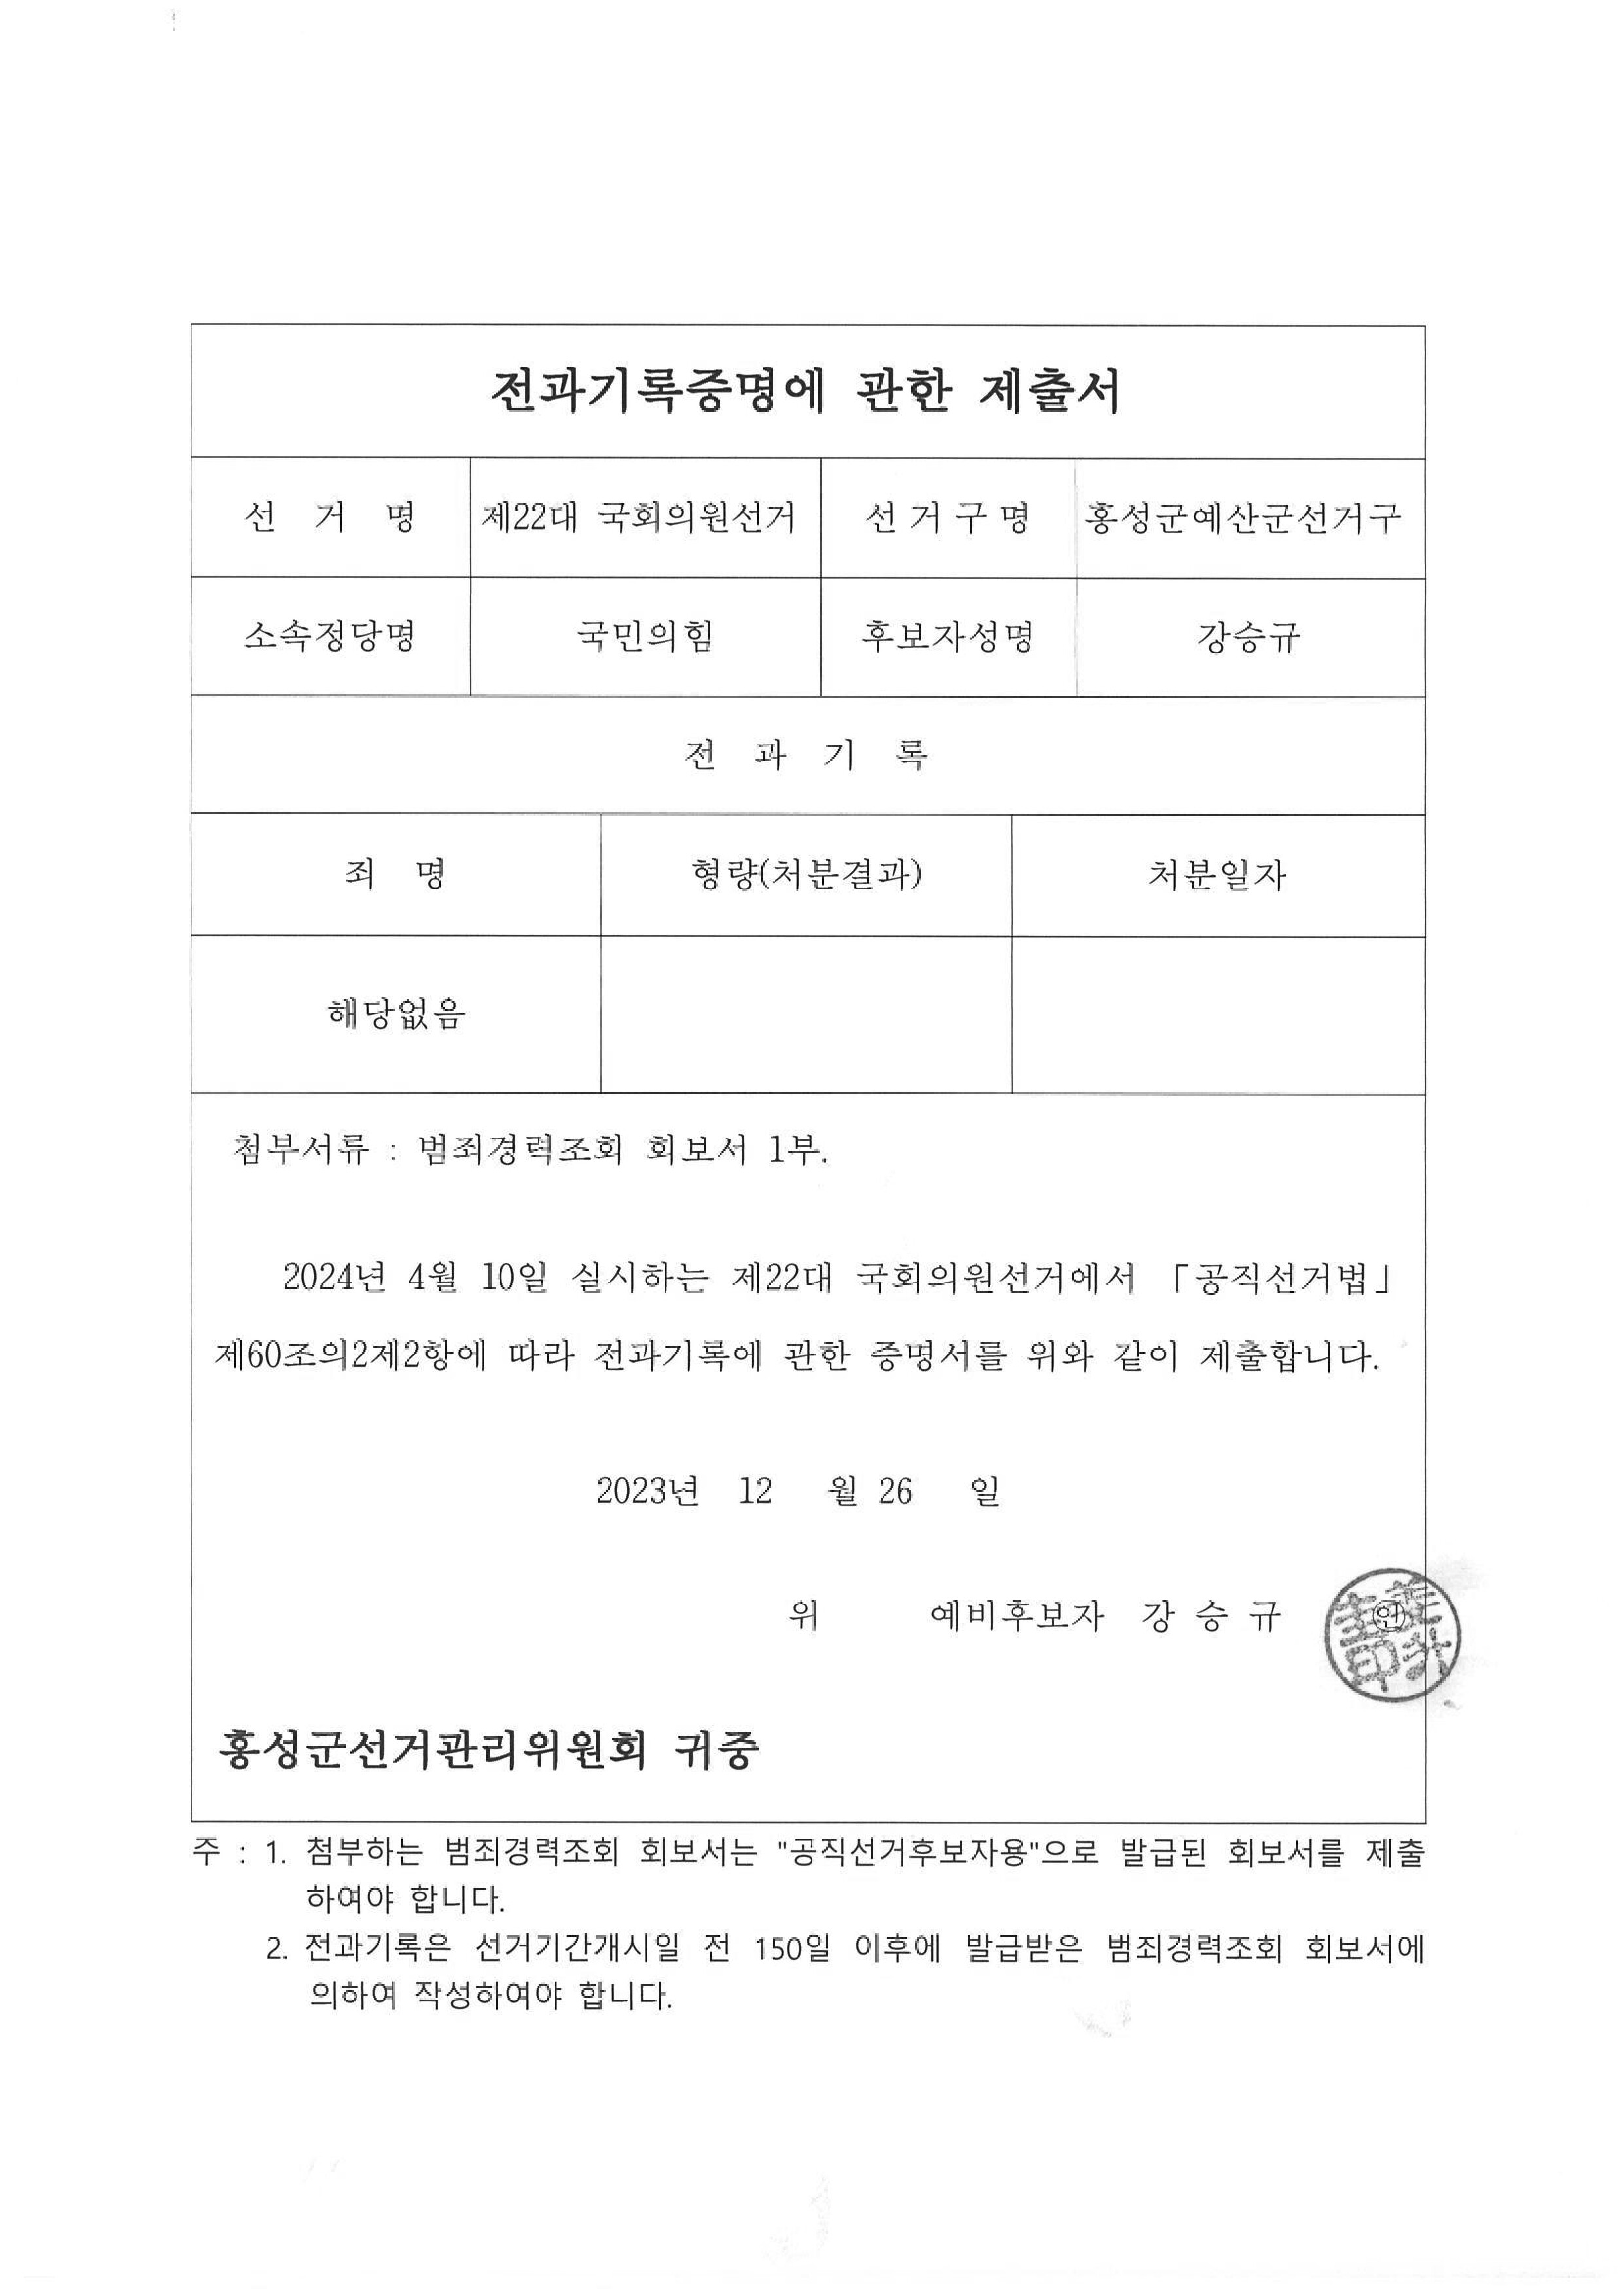 전과기록증명에 관한 제출서
선 거 명 제22대 국회의원선거 선 거 구 명 홍성군예산군선거구
소속정당명 국민의힘 후보자성명 강승규
전 과 기 록
죄 명 형량(처분결과) 처분일자
해당없음
첨부서류 : 범죄경력조회 회보서 1부.
2024년 4월 10일 실시하는 제22대 국회의원선거에서 「공직선거법」
제60조의2제2항에 따라 전과기록에 관한 증명서를 위와 같이 제출합니다.
2023년 12 월 26 일
위 예비후보자 강 승 규 ㊞
홍성군선거관리위원회 귀중
주 : 1. 첨부하는 범죄경력조회 회보서는 "공직선거후보자용"으로 발급된 회보서를 제출
하여야 합니다.
2. 전과기록은 선거기간개시일 전 150일 이후에 발급받은 범죄경력조회 회보서에
의하여 작성하여야 합니다.